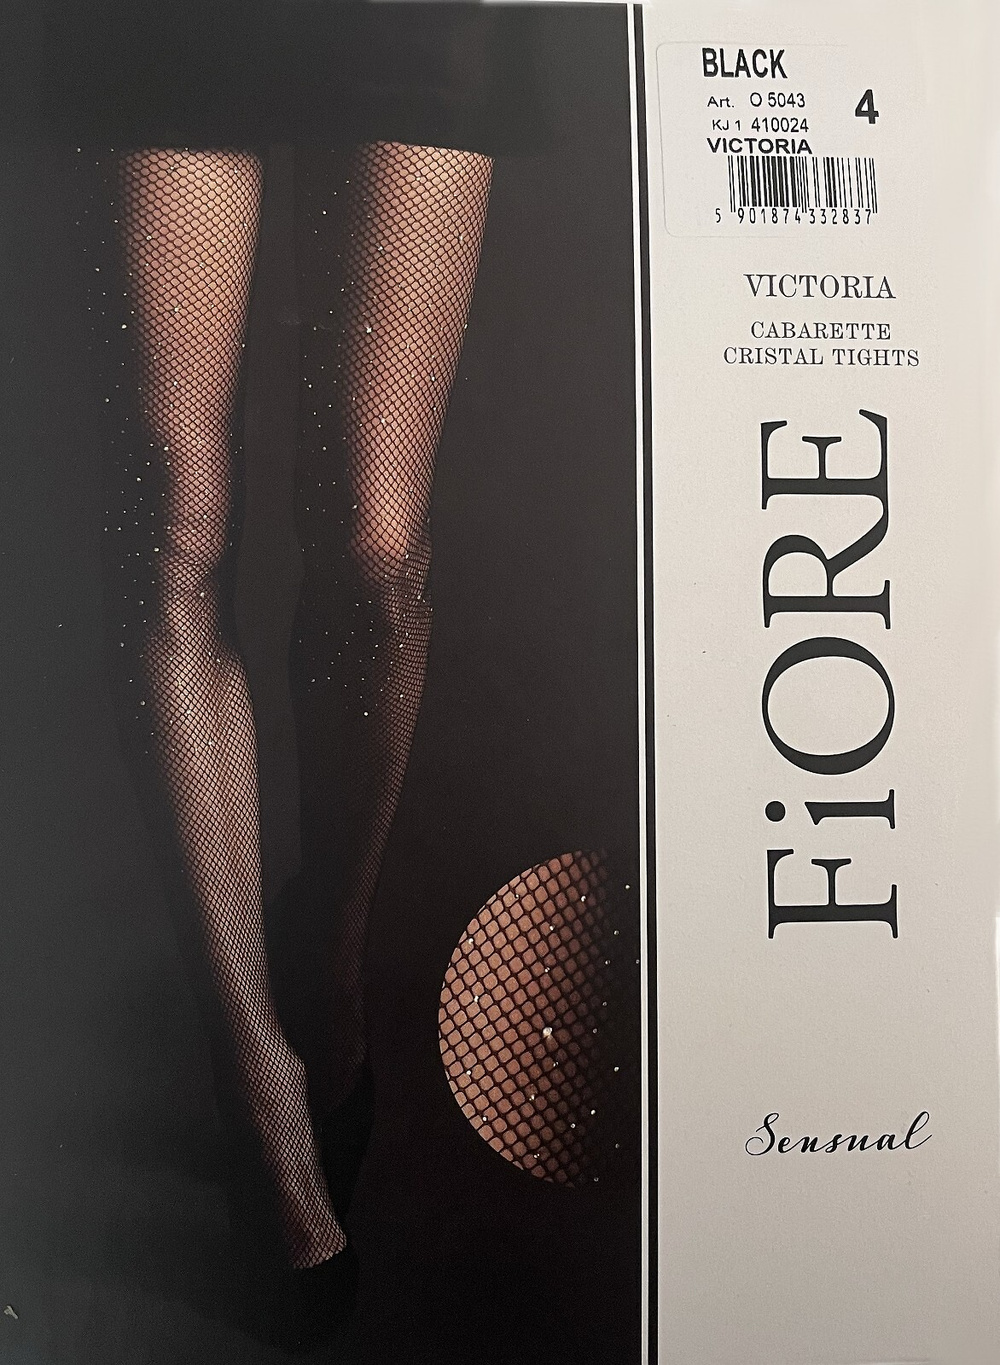 BLACK
Art. O 5043 4
KJ 1 410024
VICTORIA
5 901874 332837
VICTORIA
CABARETTE
CRISTAL TIGHTS
FiORE
Sensual